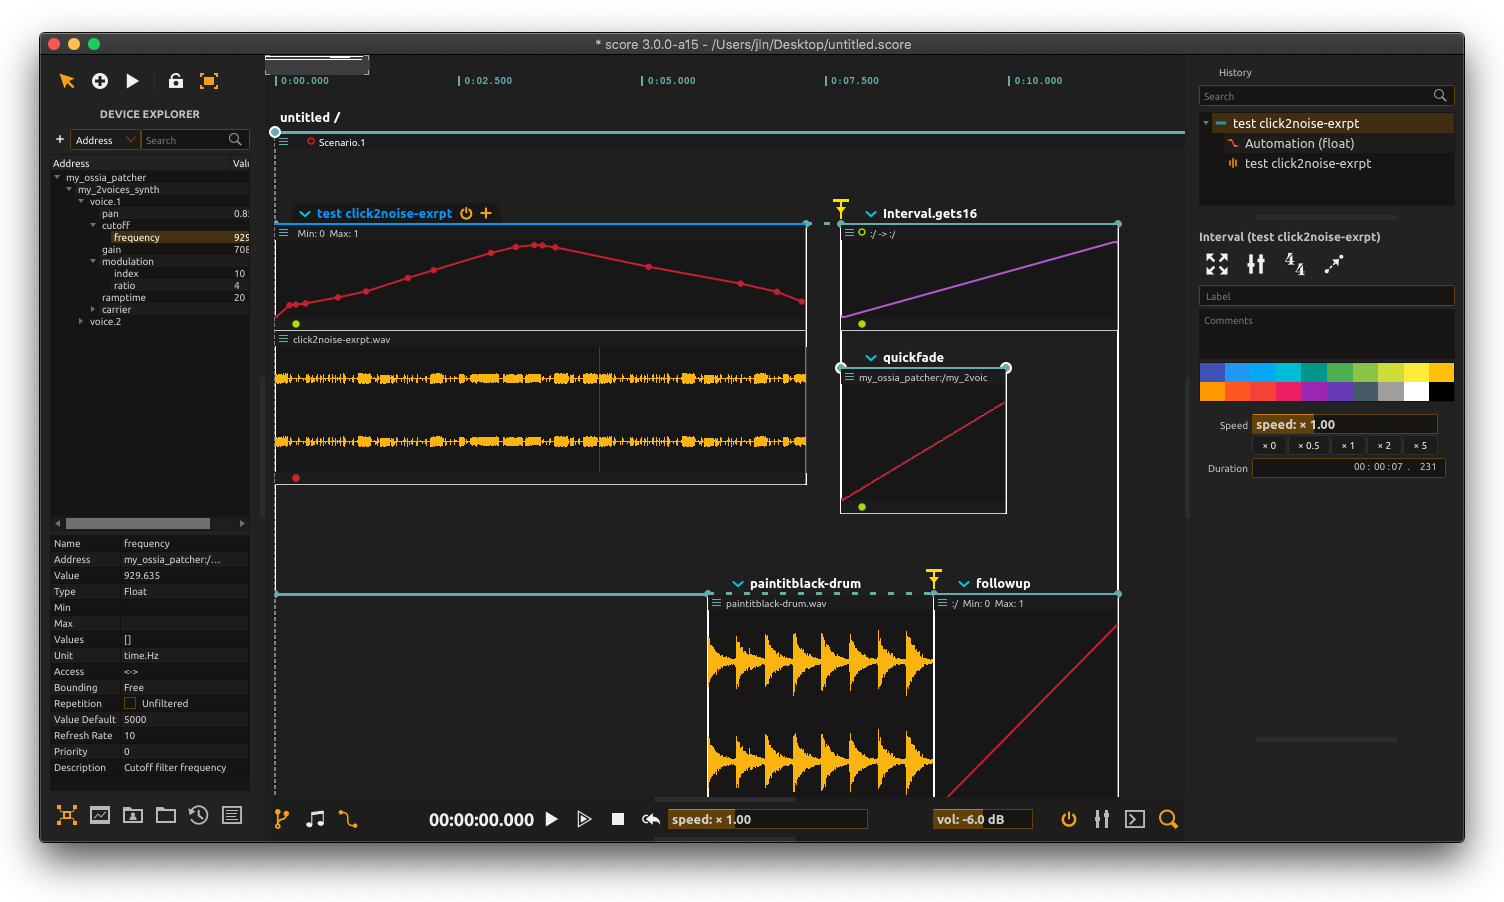 * score 3.0.0-a15 - /Users/jln/Desktop/untitled.score
DEVICE EXPLORER
Address
Search
Address
my_ossia_patcher
my_2voices_synth
voice.1
pan 0.8
cutoff
frequency 929
gain 708
modulation
index 10
ratio 4
ramptime 20
carrier
voice.2
Name frequency
Address my_ossia_patcher:/...
Value 929.635
Type Float
Min
Max
Values []
Unit time.Hz
Access <->
Bounding Free
Repetition Unfiltered
Value Default 5000
Refresh Rate 10
Priority 0
Description Cutoff filter frequency
0:00.000 0:02.500 0:05.000 0:07.500 0:10.000
untitled /
Scenario.1
test click2noise-exrpt
Min: 0 Max: 1
click2noise-exrpt.wav
Interval.gets16
:/ -> :/
quickfade
my_ossia_patcher:/my_2voic
paintitblack-drum
paintitblack-drum.wav
followup
:/ Min: 0 Max: 1
00:00:00.000
speed: × 1.00
vol: -6.0 dB
History
Search
test click2noise-exrpt
Automation (float)
test click2noise-exrpt
Interval (test click2noise-exrpt)
4/4
Label
Comments
Speed speed: × 1.00
× 0 × 0.5 × 1 × 2 × 5
Duration 00:00:07 . 231